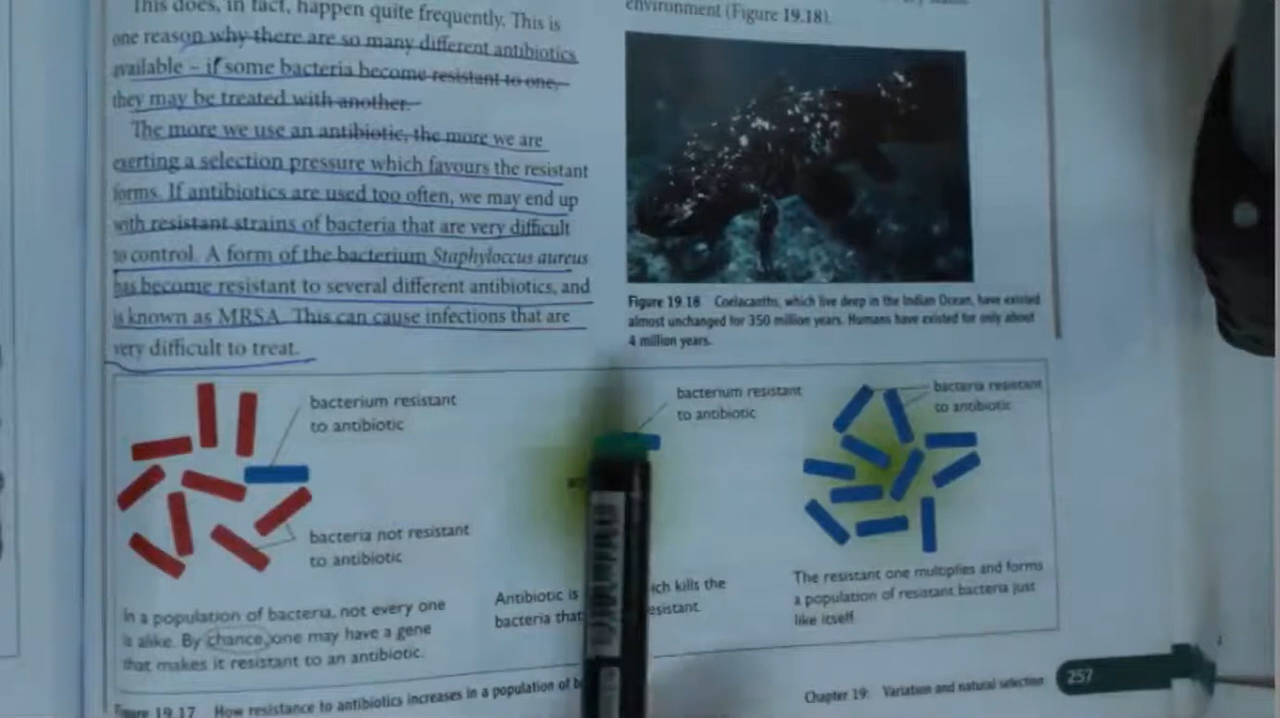 This does, in fact, happen quite frequently. This is
one reason why there are so many different antibiotics
available – if some bacteria become resistant to one,
they may be treated with another.
The more we use an antibiotic, the more we are
exerting a selection pressure which favours the resistant
forms. If antibiotics are used too often, we may end up
with resistant strains of bacteria that are very difficult
to control. A form of the bacterium Staphyloccus aureus
has become resistant to several different antibiotics, and
is known as MRSA. This can cause infections that are
very difficult to treat.
environment (Figure 19.18).
Figure 19.18 Coelacanths, which live deep in the Indian Ocean, have existed
almost unchanged for 350 million years. Humans have existed for only about
4 million years.
bacterium resistant
to antibiotic
bacteria not resistant
to antibiotic
In a population of bacteria, not every one
is alike. By chance, one may have a gene
that makes it resistant to an antibiotic.
bacterium resistant
to antibiotic
Antibiotic is which kills the
bacteria that resistant.
bacteria resistant
to antibiotic
The resistant one multiplies and forms
a population of resistant bacteria just
like itself.
Figure 19.17 How resistance to antibiotics increases in a population of
Chapter 19: Variation and natural selection
257